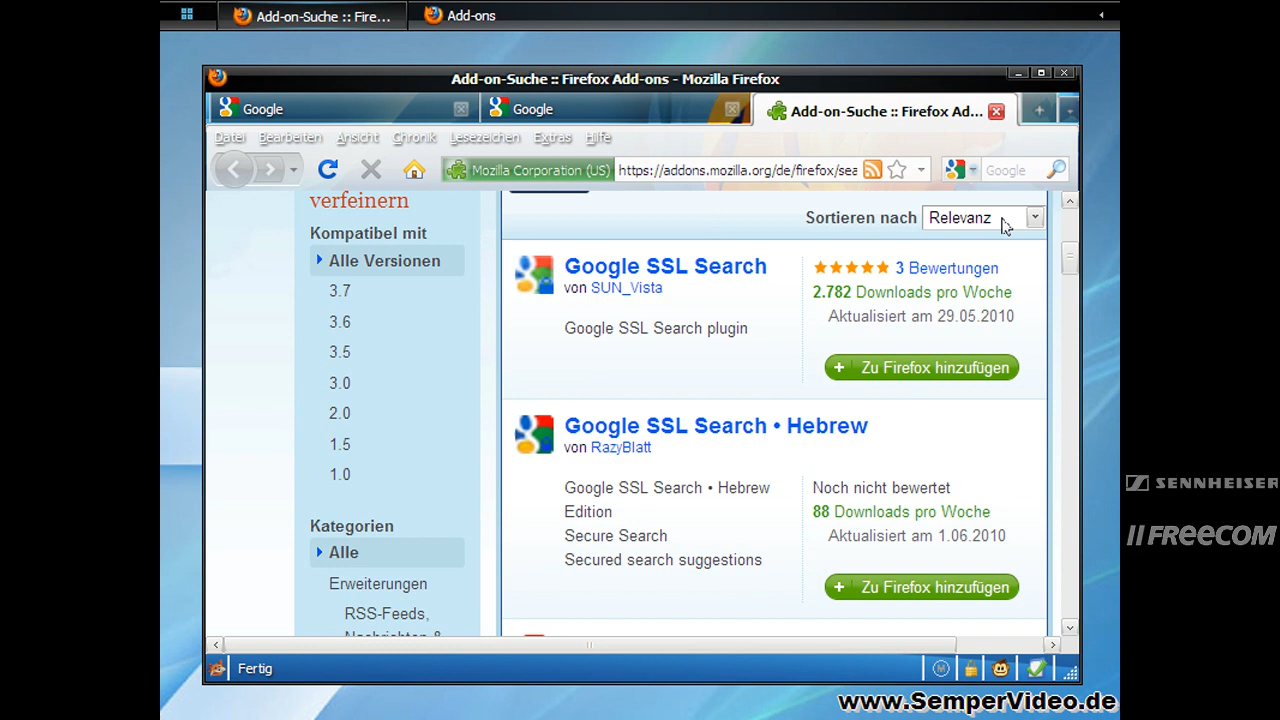 Add-on-Suche :: Fire...
Add-ons
Add-on-Suche :: Firefox Add-ons - Mozilla Firefox
Google
Google
Add-on-Suche :: Firefox Ad...
Datei Bearbeiten Ansicht Chronik Lesezeichen Extras Hilfe
Mozilla Corporation (US) https://addons.mozilla.org/de/firefox/sea
Google
verfeinern
Kompatibel mit
Alle Versionen
3.7
3.6
3.5
3.0
2.0
1.5
1.0
Kategorien
Alle
Erweiterungen
RSS-Feeds,
Nachrichten &
Sortieren nach Relevanz
Google SSL Search
von SUN_Vista
Google SSL Search plugin
3 Bewertungen
2.782 Downloads pro Woche
Aktualisiert am 29.05.2010
+ Zu Firefox hinzufügen
Google SSL Search • Hebrew
von RazyBlatt
Google SSL Search • Hebrew
Edition
Secure Search
Secured search suggestions
Noch nicht bewertet
88 Downloads pro Woche
Aktualisiert am 1.06.2010
+ Zu Firefox hinzufügen
Fertig
SENNHEISER
FREECOM
www.SemperVideo.de